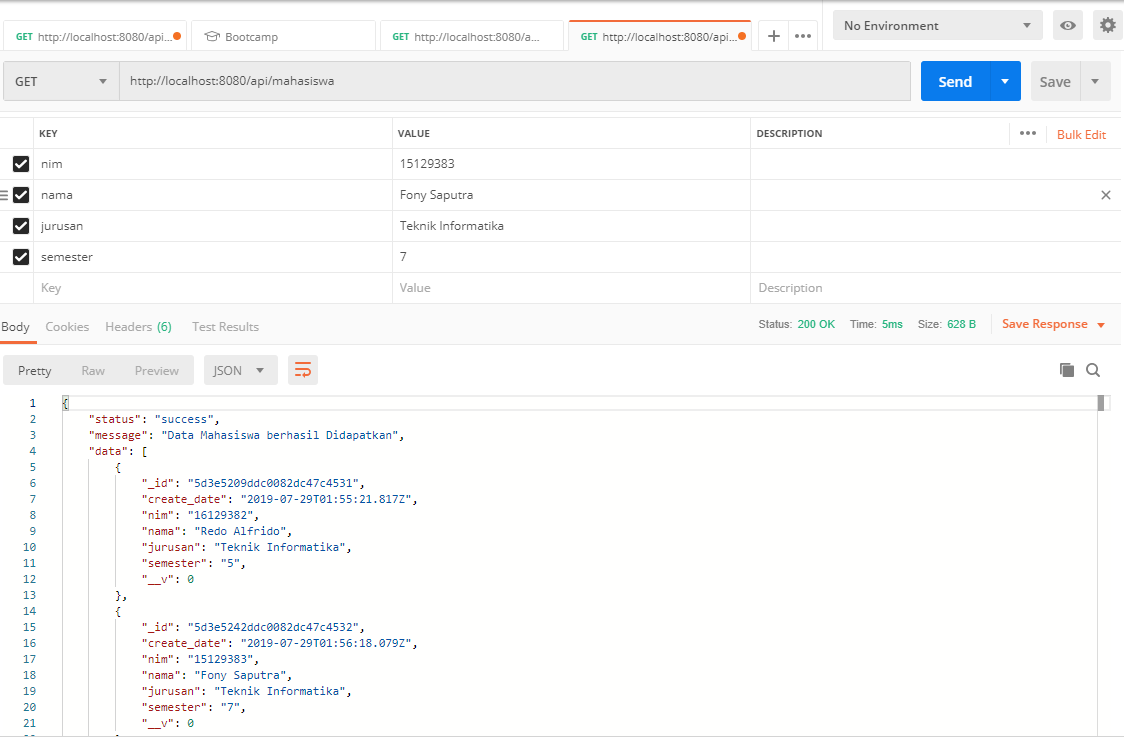 GET http://localhost:8080/api... Bootcamp GET http://localhost:8080/a... GET http://localhost:8080/api... + ••• No Environment
GET http://localhost:8080/api/mahasiswa Send Save
KEY VALUE DESCRIPTION ••• Bulk Edit
nim 15129383
nama Fony Saputra
jurusan Teknik Informatika
semester 7
Key Value Description
Body Cookies Headers (6) Test Results Status: 200 OK Time: 5ms Size: 628 B Save Response
Pretty Raw Preview JSON
1 {
2 "status": "success",
3 "message": "Data Mahasiswa berhasil Didapatkan",
4 "data": [
5 {
6 "_id": "5d3e5209ddc0082dc47c4531",
7 "create_date": "2019-07-29T01:55:21.817Z",
8 "nim": "16129382",
9 "nama": "Redo Alfrido",
10 "jurusan": "Teknik Informatika",
11 "semester": "5",
12 "__v": 0
13 },
14 {
15 "_id": "5d3e5242ddc0082dc47c4532",
16 "create_date": "2019-07-29T01:56:18.079Z",
17 "nim": "15129383",
18 "nama": "Fony Saputra",
19 "jurusan": "Teknik Informatika",
20 "semester": "7",
21 "__v": 0